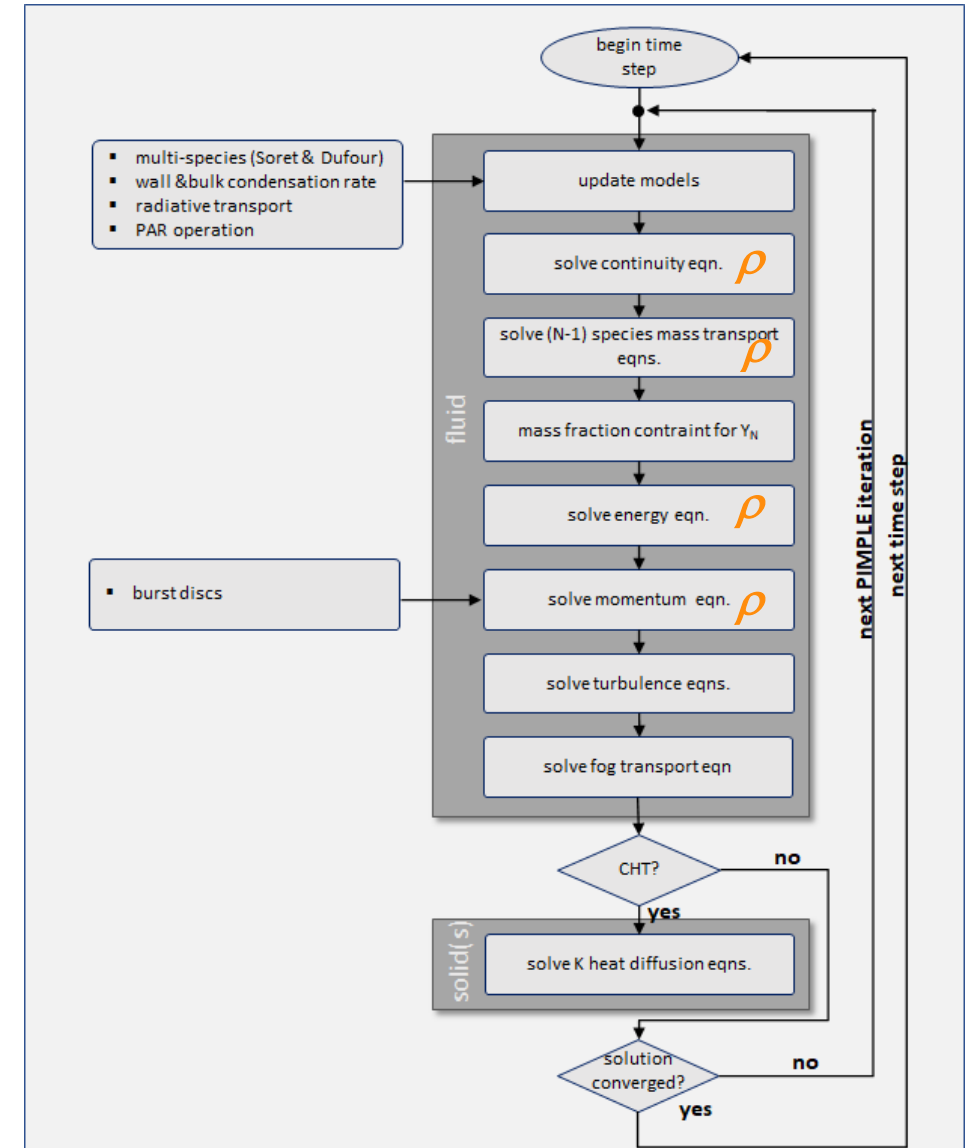 begin time
step
▪ multi-species (Soret & Dufour)
▪ wall &bulk condensation rate
▪ radiative transport
▪ PAR operation
update models
solve continuity eqn. ρ
solve (N-1) species mass transport
eqns. ρ
fluid
mass fraction contraint for Y_N
solve energy eqn. ρ
▪ burst discs
solve momentum eqn. ρ
solve turbulence eqns.
solve fog transport eqn
next PIMPLE iteration
next time step
CHT?
no
yes
solid(s)
solve K heat diffusion eqns.
solution
converged?
no
yes